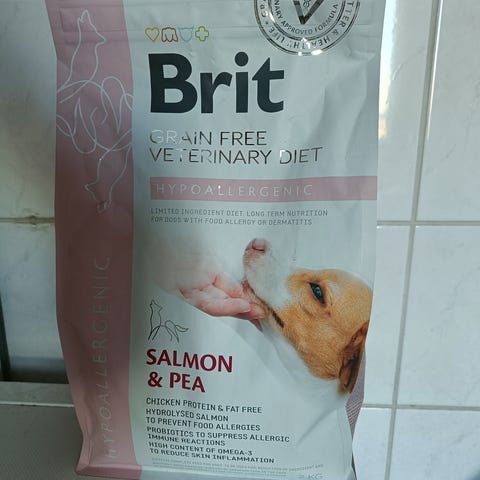 Brit
GRAIN FREE
VETERINARY DIET
HYPOALLERGENIC
LIMITED INGREDIENT DIET. LONG TERM NUTRITION
FOR DOGS WITH FOOD ALLERGY OR DERMATITIS
HYPOALLERGENIC
SALMON
& PEA
CHICKEN PROTEIN & FAT FREE
HYDROLYSED SALMON
TO PREVENT FOOD ALLERGIES
PROBIOTICS TO SUPPRESS ALLERGIC
IMMUNE REACTIONS
HIGH CONTENT OF OMEGA-3
TO REDUCE SKIN INFLAMMATION